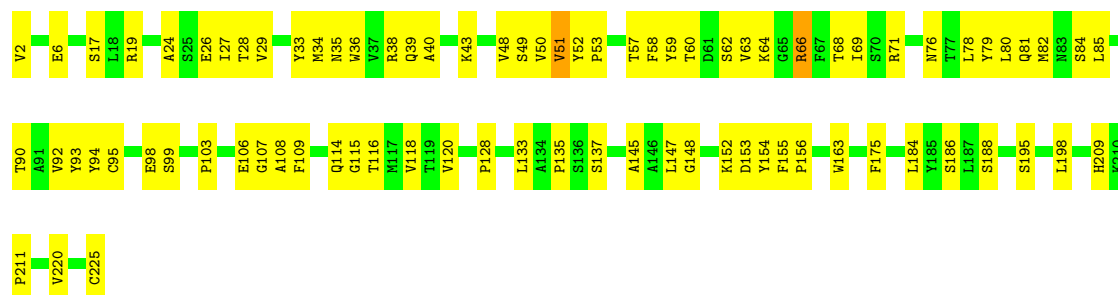 V2 E6 S17 L18 R19 A24 S25 E26 I27 T28 V29 Y33 M34 N35 W36 V37 R38 Q39 A40 K43 V48 S49 V50 V51 Y52 P53 T57 F58 Y59 T60 D61 S62 V63 K64 G65 R66 F67 T68 I69 S70 R71 N76 T77 L78 Y79 L80 Q81 M82 N83 S84 L85
T90 A91 V92 Y93 Y94 C95 E98 S99 P103 E106 G107 A108 F109 Q114 G115 T116 M117 V118 T119 V120 P128 L133 A134 P135 S136 S137 A145 A146 L147 G148 K152 D153 Y154 F155 P156 W163 F175 L184 Y185 S186 L187 S188 S195 L198 H209 K210
P211 V220 C225